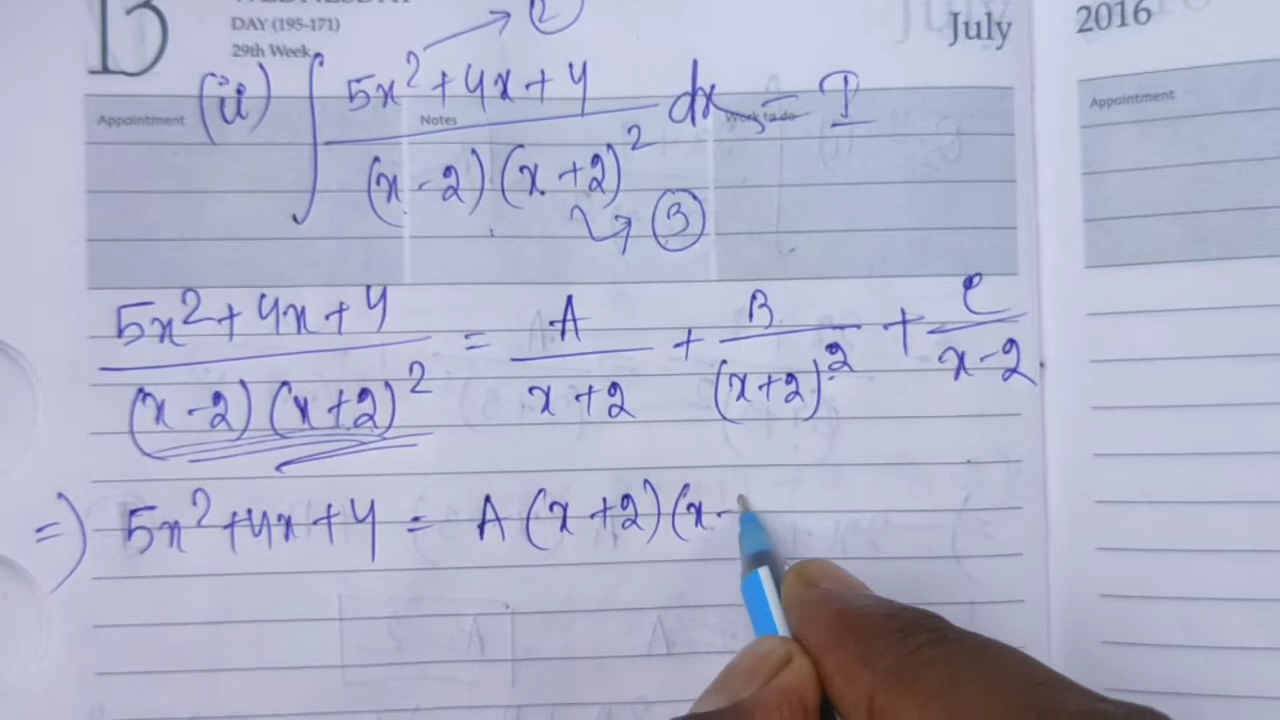 13
DAY (195-171)
29th Week
July
2016
(ii) ∫ 5x²+4x+4 / (x-2)(x+2)² dx = I
②
③
Appointment
Notes
Work to do
Appointment
5x²+4x+4 / (x-2)(x+2)² = A / x+2 + B / (x+2)² + C / x-2
⇒) 5x²+4x+4 = A(x+2)(x-